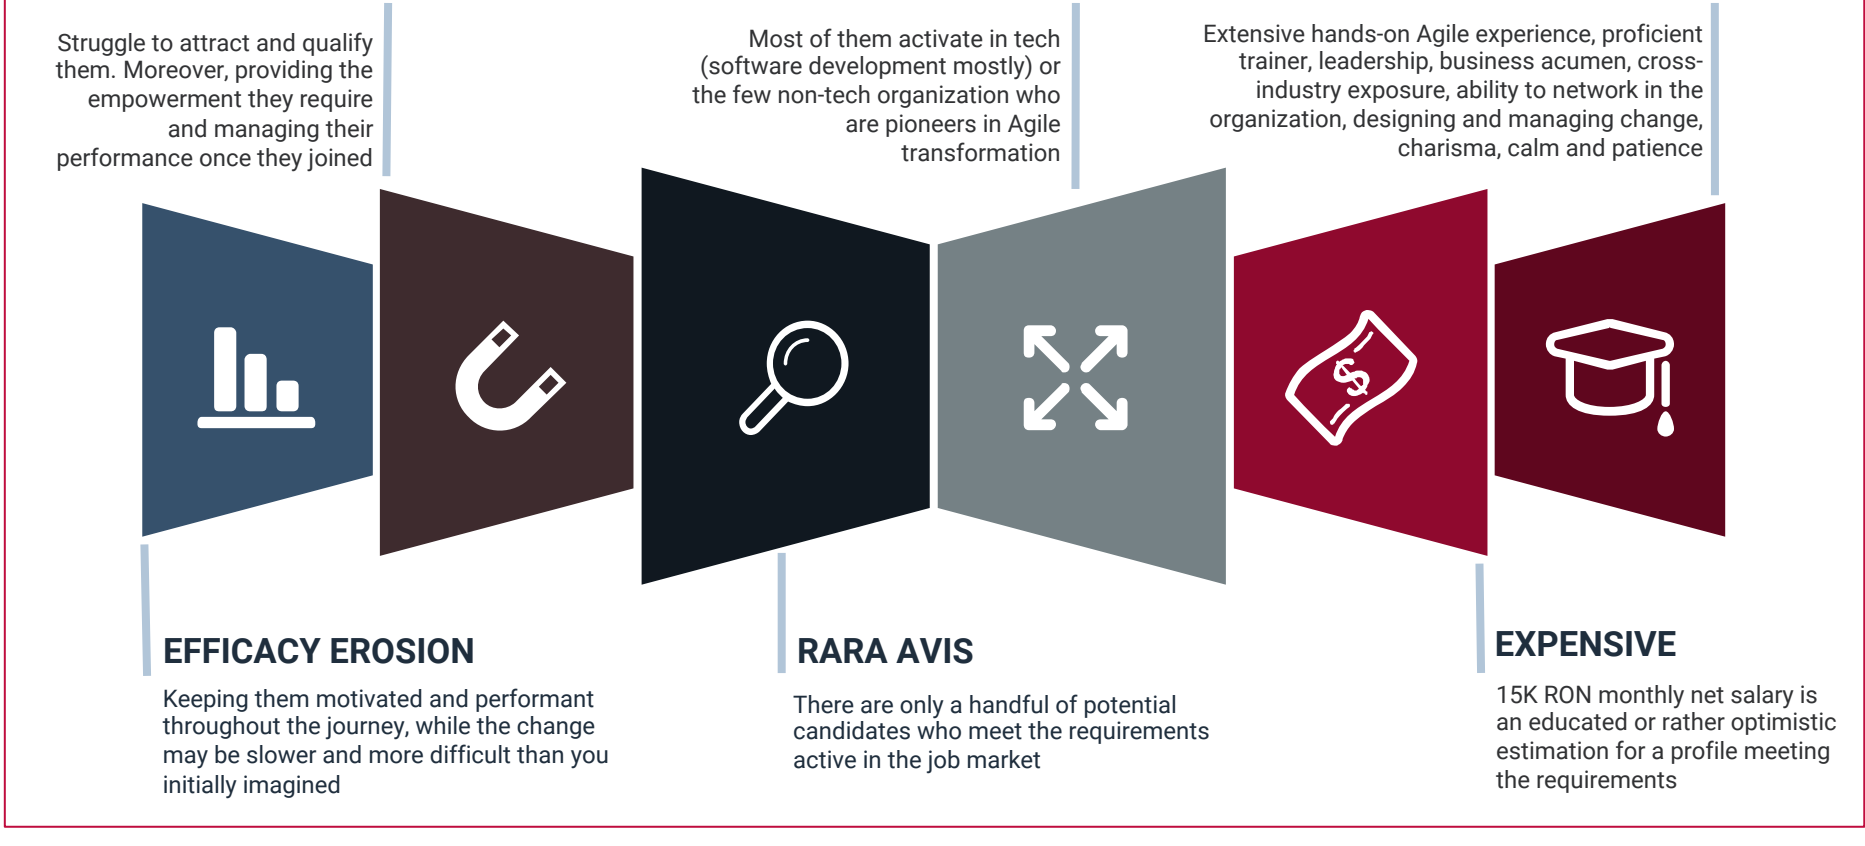 Struggle to attract and qualify
them. Moreover, providing the
empowerment they require
and managing their
performance once they joined
Most of them activate in tech
(software development mostly) or
the few non-tech organization who
are pioneers in Agile
transformation
Extensive hands-on Agile experience, proficient
trainer, leadership, business acumen, cross-
industry exposure, ability to network in the
organization, designing and managing change,
charisma, calm and patience
$
EFFICACY EROSION
Keeping them motivated and performant
throughout the journey, while the change
may be slower and more difficult than you
initially imagined
RARA AVIS
There are only a handful of potential
candidates who meet the requirements
active in the job market
EXPENSIVE
15K RON monthly net salary is
an educated or rather optimistic
estimation for a profile meeting
the requirements